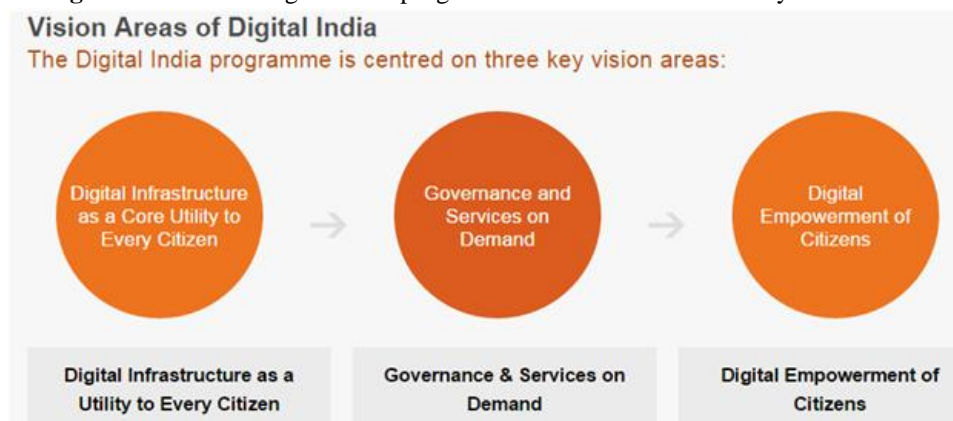 Vision Areas of Digital India
The Digital India programme is centred on three key vision areas:
Digital Infrastructure
as a Core Utility to
Every Citizen
Governance and
Services on
Demand
Digital
Empowerment of
Citizens
Digital Infrastructure as a
Utility to Every Citizen
Governance & Services on
Demand
Digital Empowerment of
Citizens